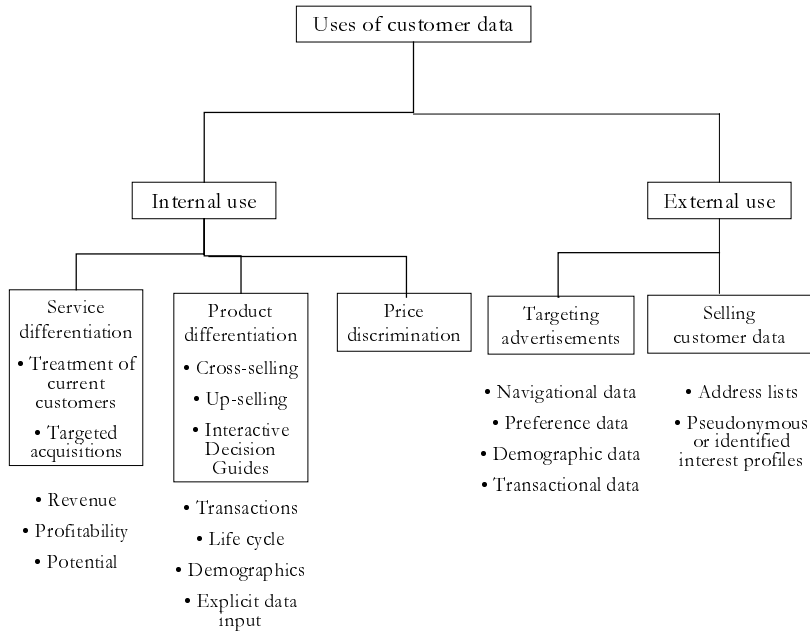 Uses of customer data
Internal use
External use
Service
differentiation
• Treatment of
current
customers
• Targeted
acquisitions
• Revenue
• Profitability
• Potential
Product
differentiation
• Cross-selling
• Up-selling
• Interactive
Decision
Guides
• Transactions
• Life cycle
• Demographics
• Explicit data
input
Price
discrimination
Targeting
advertisements
• Navigational data
• Preference data
• Demographic data
• Transactional data
Selling
customer data
• Address lists
• Pseudonymous
or identified
interest profiles